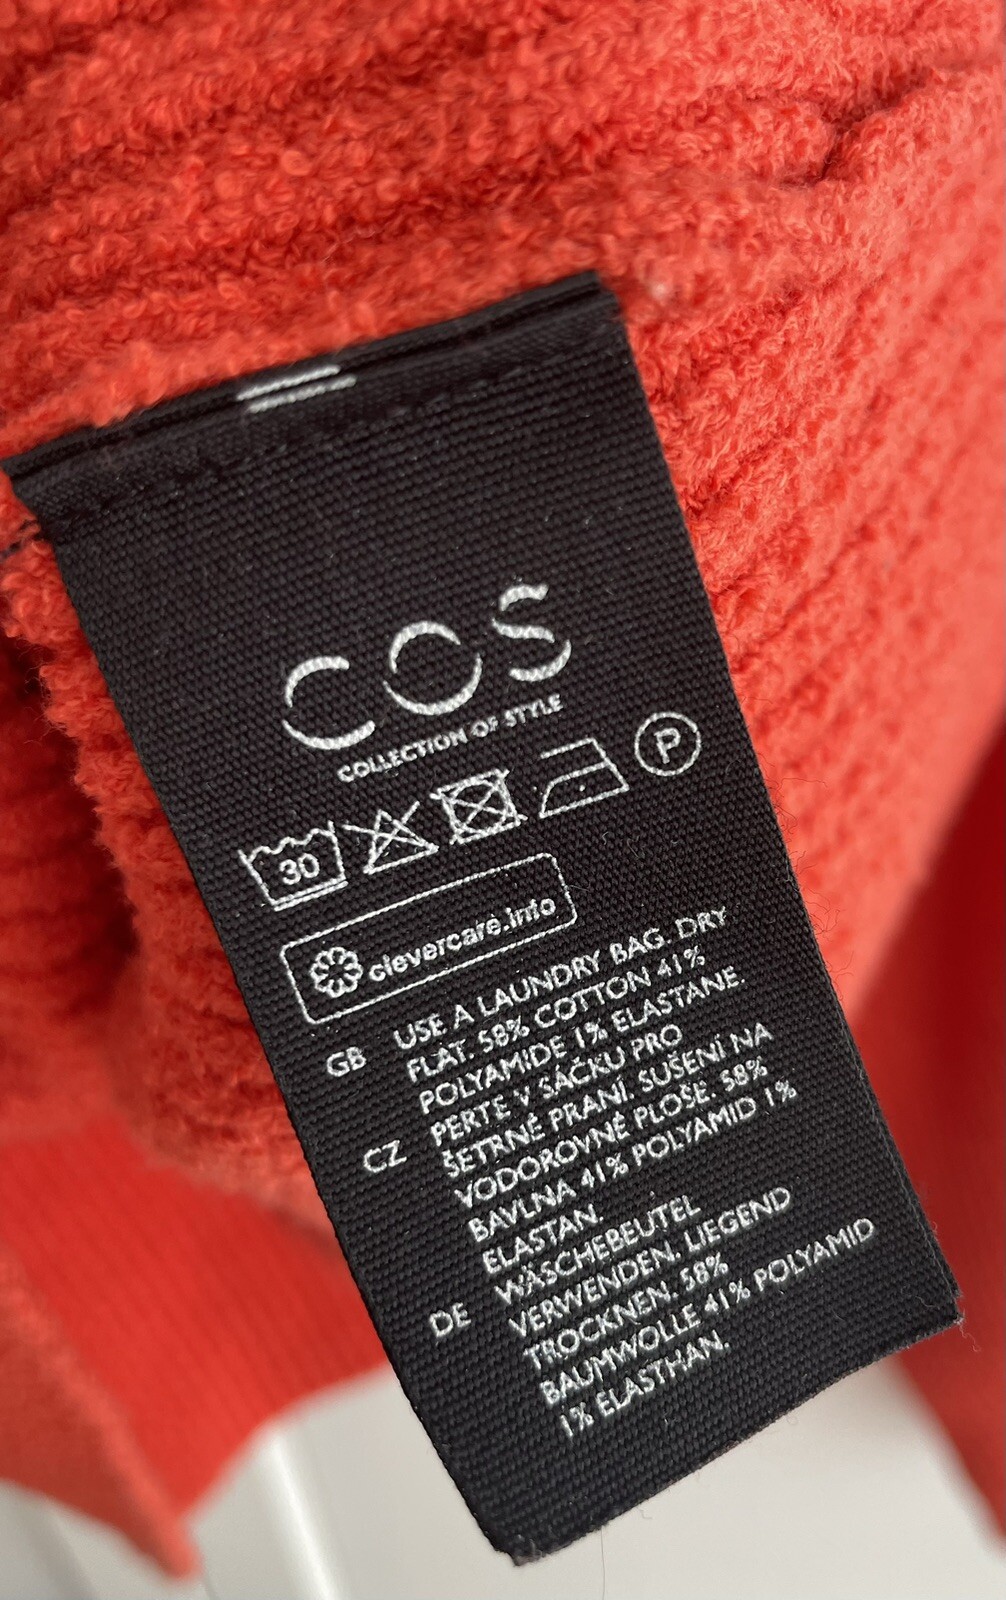 COS
COLLECTION OF STYLE
30
P
clevercare.info
GB USE A LAUNDRY BAG. DRY
FLAT. 58% COTTON 41%
POLYAMIDE 1% ELASTANE.
CZ PERTE V SÁČKU PRO
ŠETRNÉ PRANÍ. SUŠENÍ NA
VODOROVNÉ PLOŠE. 58%
BAVLNA 41% POLYAMID 1%
ELASTAN.
DE WÄSCHEBEUTEL
VERWENDEN. LIEGEND
TROCKNEN. 58%
BAUMWOLLE 41% POLYAMID
1% ELASTHAN.